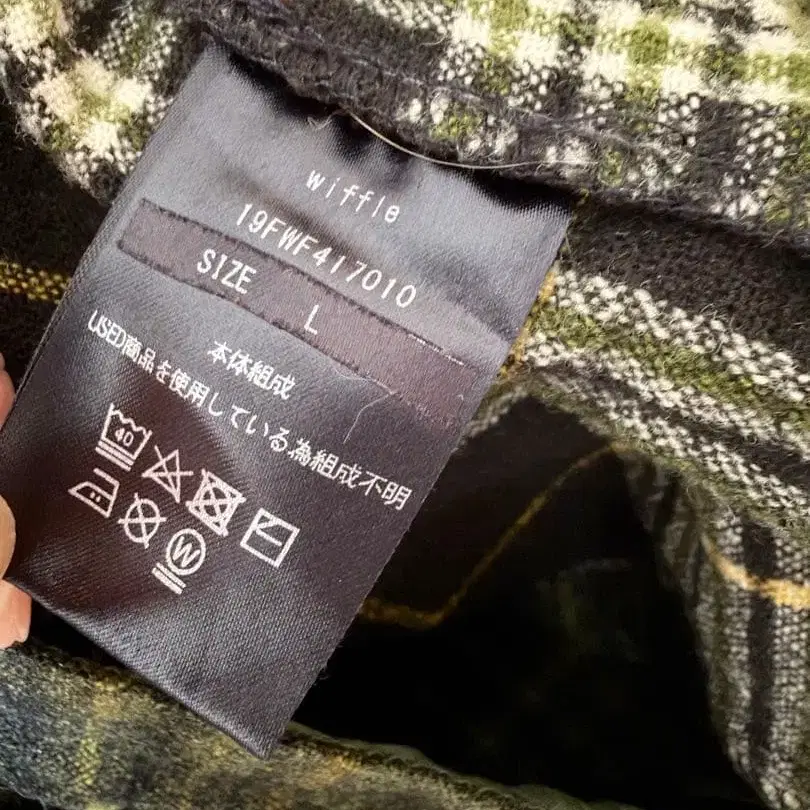 wiffle
19FWF417010
SIZE L
本体組成
USED商品を使用している為組成不明
40
W